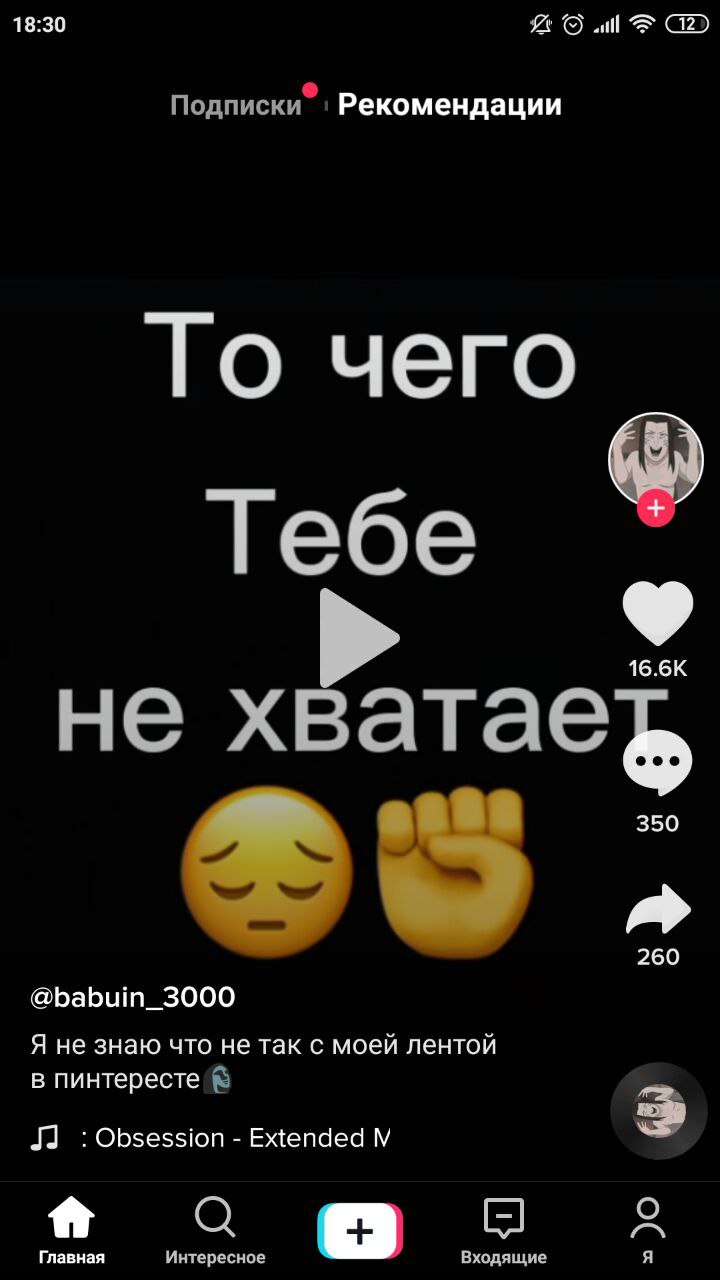 18:30
12
Подписки Рекомендации
То чего
Тебе
не хватает
16.6K
350
260
@babuin_3000
Я не знаю что не так с моей лентой
в пинтересте🗿
: Obsession - Extended M
Главная Интересное Входящие Я